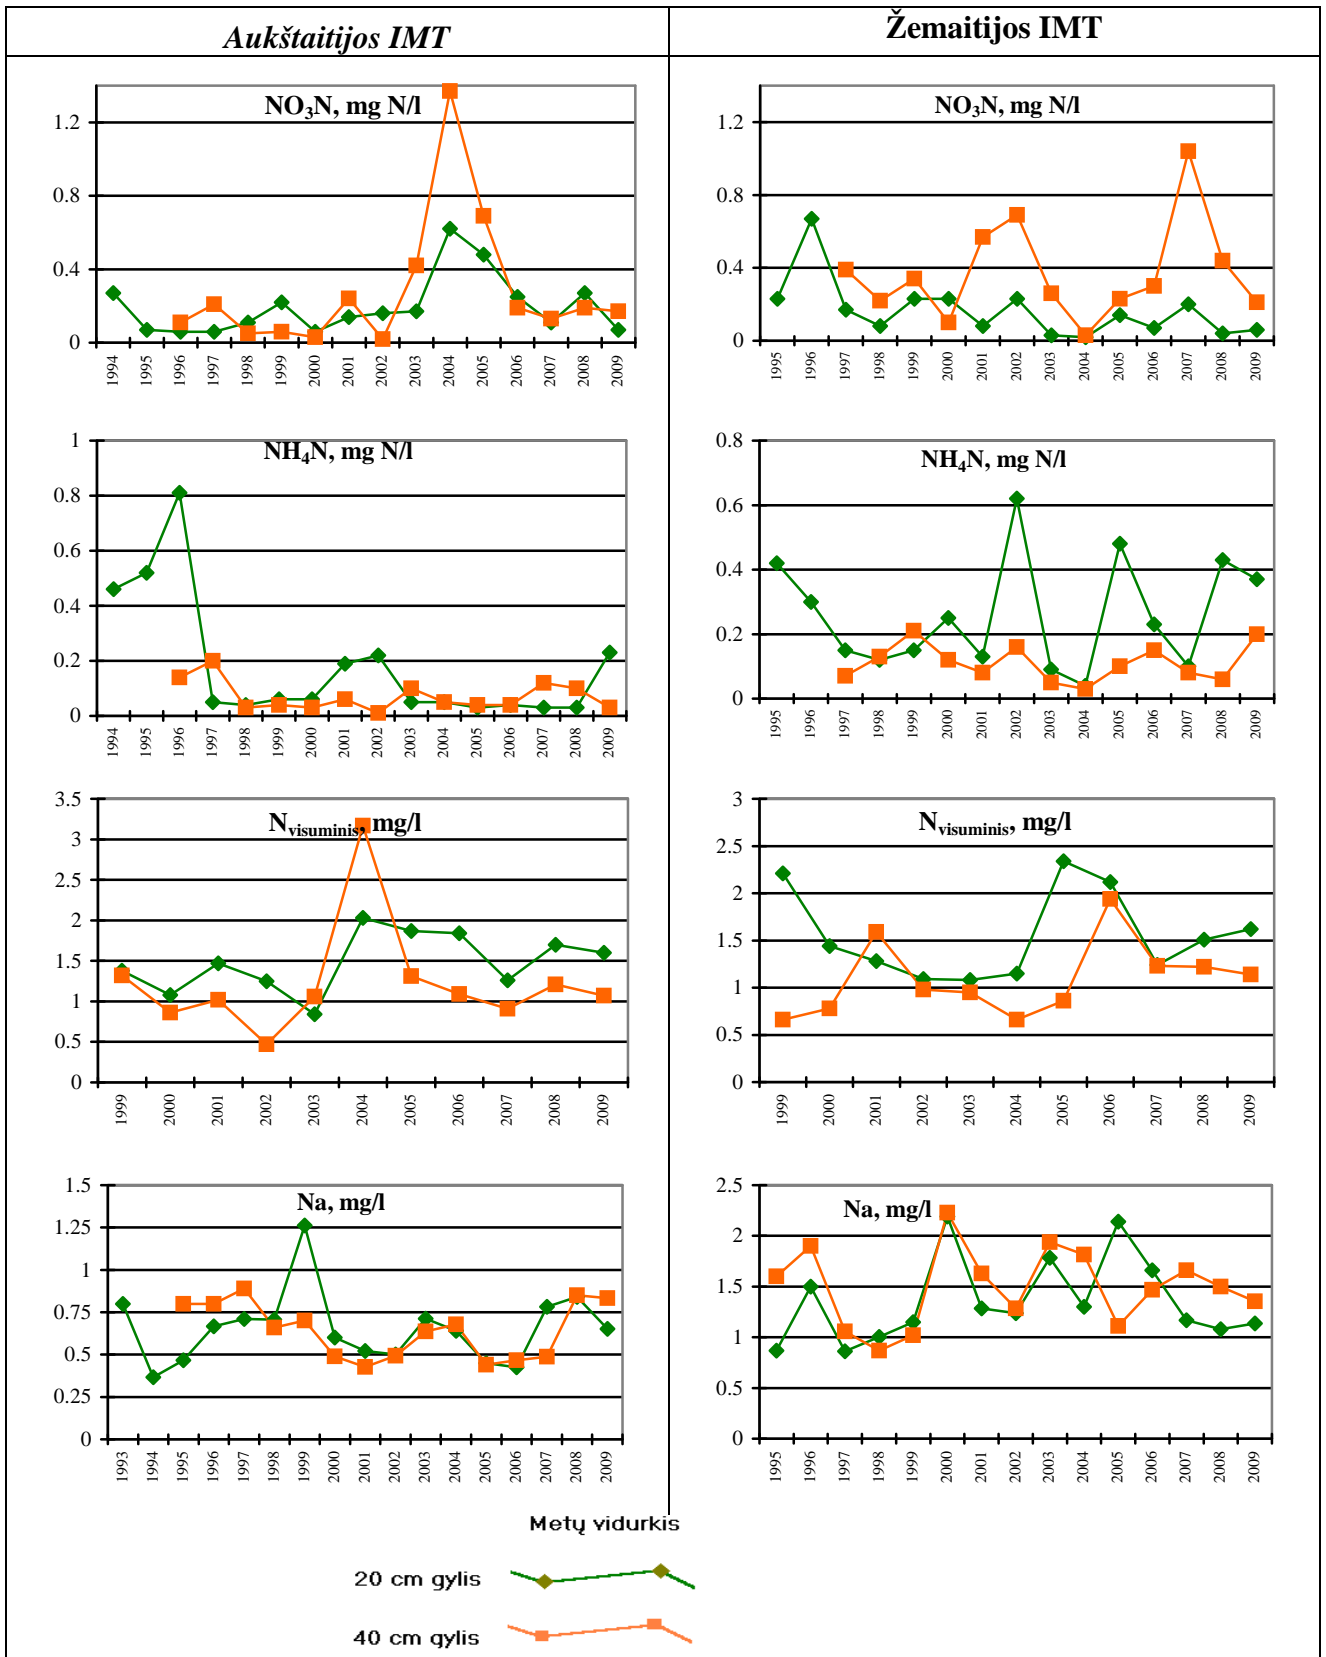 Aukštaitijos IMT
Žemaitijos IMT
NO₃N, mg N/l
1.2
0.8
0.4
0
1994 1995 1996 1997 1998 1999 2000 2001 2002 2003 2004 2005 2006 2007 2008 2009
NO₃N, mg N/l
1.2
0.8
0.4
0
1995 1996 1997 1998 1999 2000 2001 2002 2003 2004 2005 2006 2007 2008 2009
NH₄N, mg N/l
1
0.8
0.6
0.4
0.2
0
1994 1995 1996 1997 1998 1999 2000 2001 2002 2003 2004 2005 2006 2007 2008 2009
NH₄N, mg N/l
0.8
0.6
0.4
0.2
0
1995 1996 1997 1998 1999 2000 2001 2002 2003 2004 2005 2006 2007 2008 2009
Nvisuminis, mg/l
3.5
3
2.5
2
1.5
1
0.5
0
1999 2000 2001 2002 2003 2004 2005 2006 2007 2008 2009
Nvisuminis, mg/l
3
2.5
2
1.5
1
0.5
0
1999 2000 2001 2002 2003 2004 2005 2006 2007 2008 2009
Na, mg/l
1.5
1.25
1
0.75
0.5
0.25
0
1993 1994 1995 1996 1997 1998 1999 2000 2001 2002 2003 2004 2005 2006 2007 2008 2009
Na, mg/l
2.5
2
1.5
1
0.5
0
1995 1996 1997 1998 1999 2000 2001 2002 2003 2004 2005 2006 2007 2008 2009
Metų vidurkis
20 cm gylis
40 cm gylis